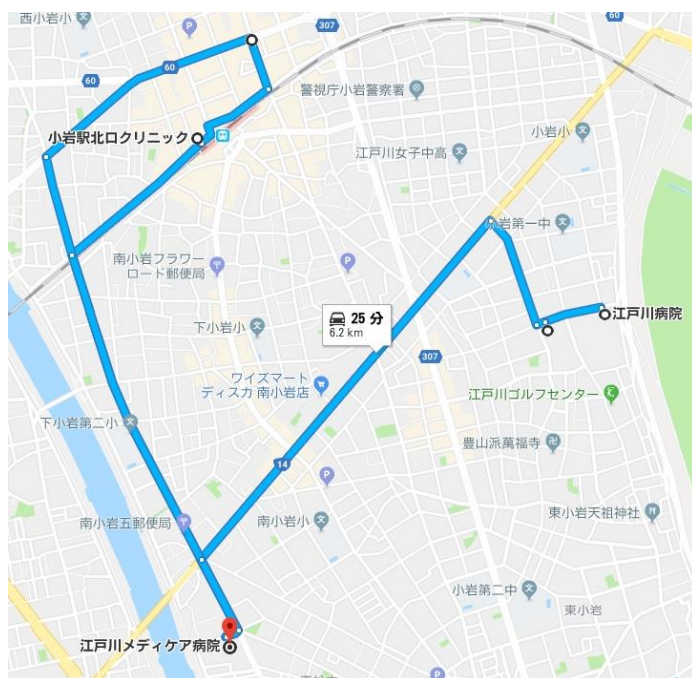 西小岩小
307
60
60
60
警視庁小岩警察署
小岩駅北口クリニック
小岩小
江戸川女子中高
小岩第一中
南小岩フラワー
ロード郵便局
P
P
25 分
6.2 km
江戸川病院
下小岩小
307
ワイズマート
ディスカ 南小岩店
江戸川ゴルフセンター
下小岩第二小
豊山派萬福寺
14
P
南小岩五郵便局
南小岩小
東小岩天祖神社
小岩第二中
東小岩
江戸川メディケア病院
P